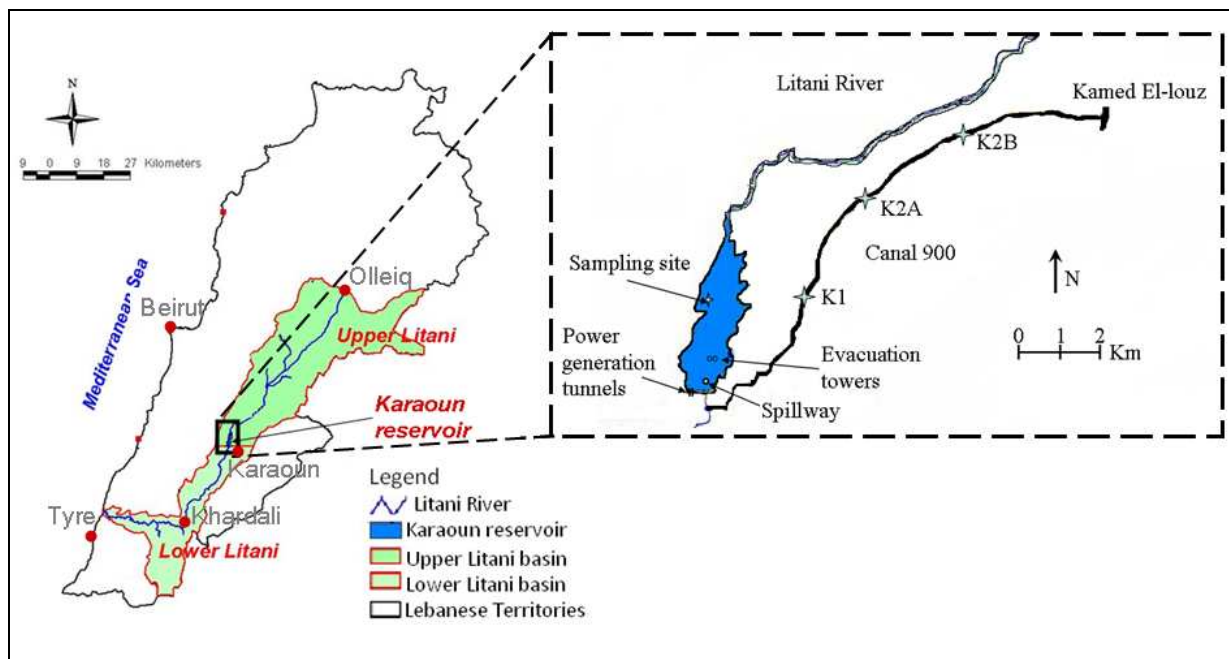 N
9 0 9 18 27 Kilometers
Mediterranean Sea
Beirut
Olleiq
Upper Litani
Karaoun
reservoir
Karaoun
Tyre
Khardali
Lower Litani
Legend
Litani River
Karaoun reservoir
Upper Litani basin
Lower Litani basin
Lebanese Territories
Litani River
Kamed El-louz
K2B
K2A
Canal 900
Sampling site
K1
N
Power
generation
tunnels
Evacuation
towers
Spillway
0 1 2
Km